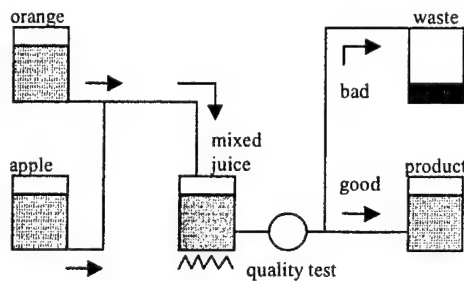 orange
waste
bad
mixed
juice
apple
good
product
quality test